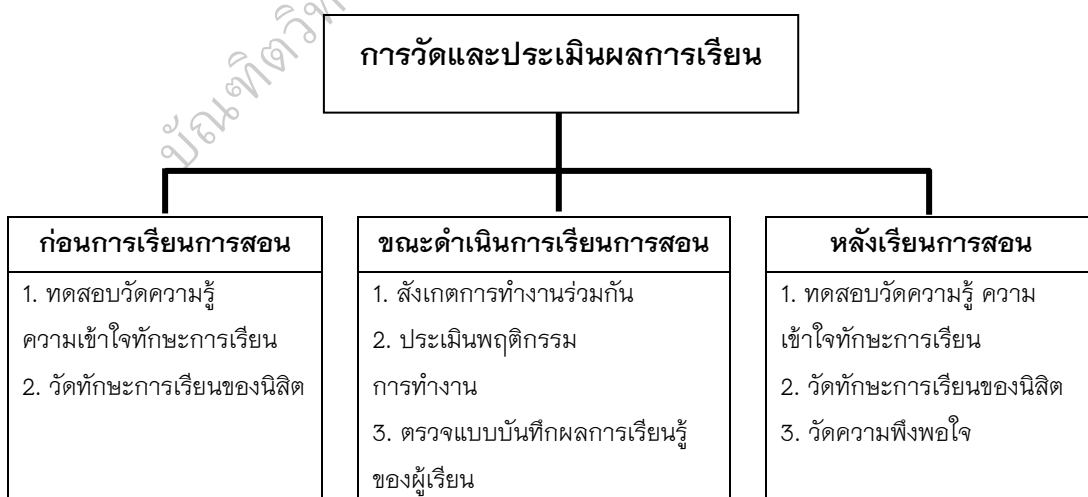 บัณฑิตวิท
การวัดและประเมินผลการเรียน
ก่อนการเรียนการสอน
1. ทดสอบวัดความรู้
ความเข้าใจทักษะการเรียน
2. วัดทักษะการเรียนของนิสิต
ขณะดำเนินการเรียนการสอน
1. สังเกตการทำงานร่วมกัน
2. ประเมินพฤติกรรม
การทำงาน
3. ตรวจแบบบันทึกผลการเรียนรู้
ของผู้เรียน
หลังเรียนการสอน
1. ทดสอบวัดความรู้ ความ
เข้าใจทักษะการเรียน
2. วัดทักษะการเรียนของนิสิต
3. วัดความพึงพอใจ